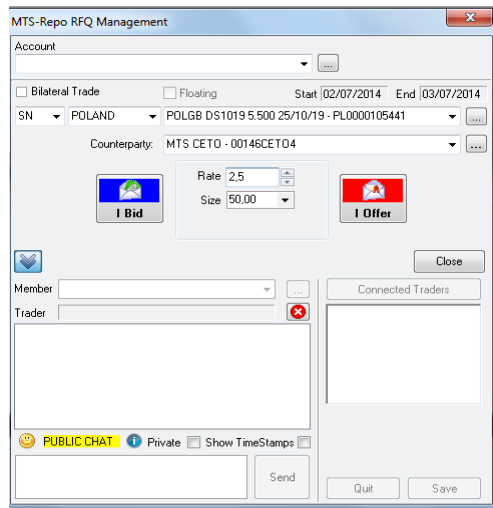 MTS-Repo RFQ Management
Account
...
Bilateral Trade Floating Start 02/07/2014 End 03/07/2014
SN POLAND POLGB DS1019 5.500 25/10/19 - PL0000105441 ...
Counterparty: MTS CETO - 00146CETO4 ...
Rate 2,5
Size 50,00
I Bid I Offer
Close
Member ... Connected Traders
Trader
PUBLIC CHAT Private Show TimeStamps
Send
Quit Save